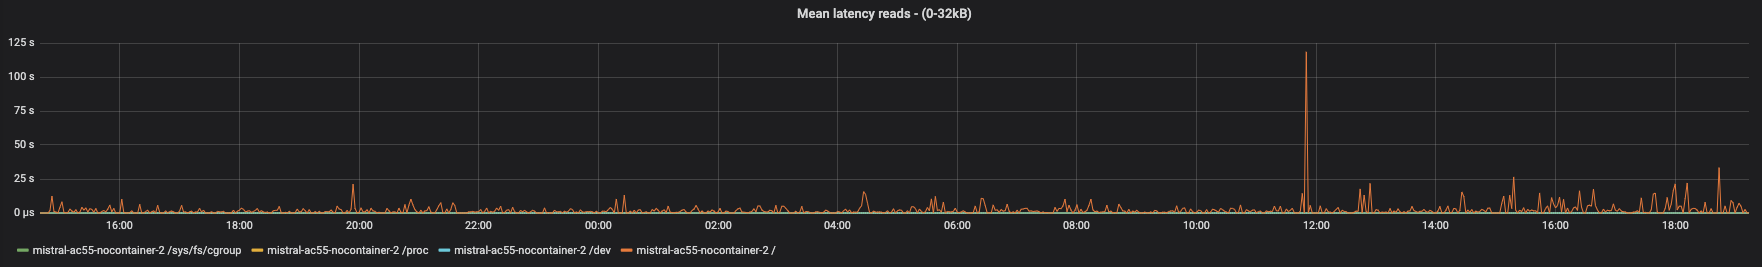 Mean latency reads - (0-32kB)
125 s
100 s
75 s
50 s
25 s
0 µs
16:00 18:00 20:00 22:00 00:00 02:00 04:00 06:00 08:00 10:00 12:00 14:00 16:00 18:00
mistral-ac55-nocontainer-2 /sys/fs/cgroup mistral-ac55-nocontainer-2 /proc mistral-ac55-nocontainer-2 /dev mistral-ac55-nocontainer-2 /